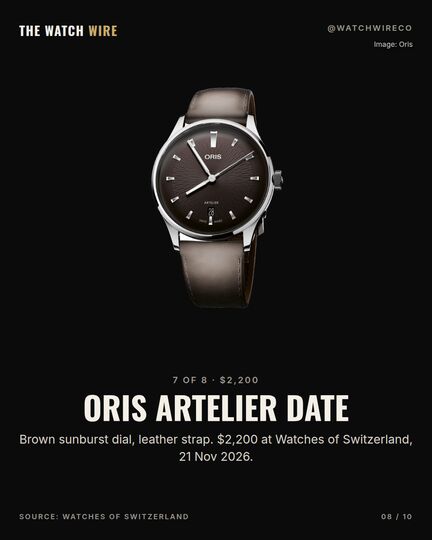 THE WATCH WIRE
@WATCHWIRECO
Image: Oris
ORIS
ARTELIER
7 OF 8 · $2,200
ORIS ARTELIER DATE
Brown sunburst dial, leather strap. $2,200 at Watches of Switzerland,
21 Nov 2026.
SOURCE: WATCHES OF SWITZERLAND
08 / 10